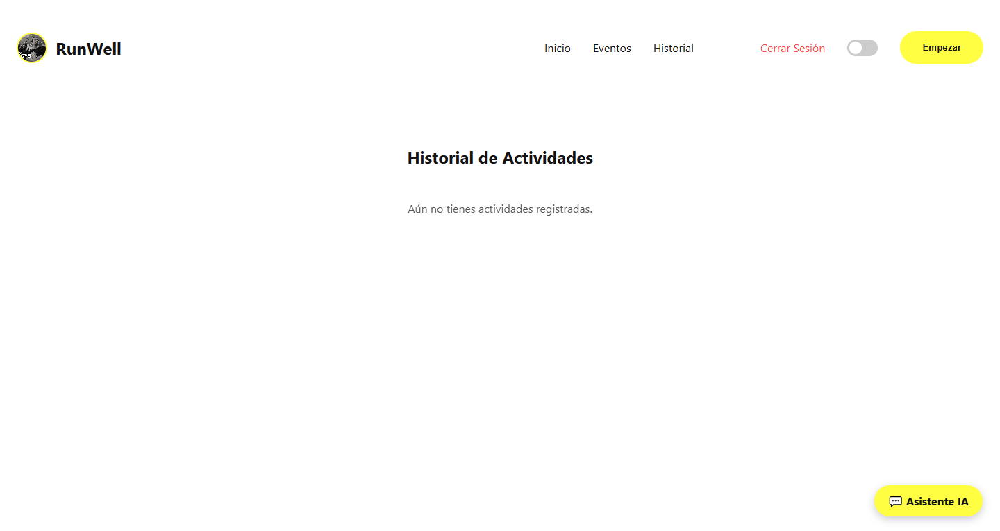 RunWell
Inicio
Eventos
Historial
Cerrar Sesión
Empezar
Historial de Actividades
Aún no tienes actividades registradas.
Asistente IA